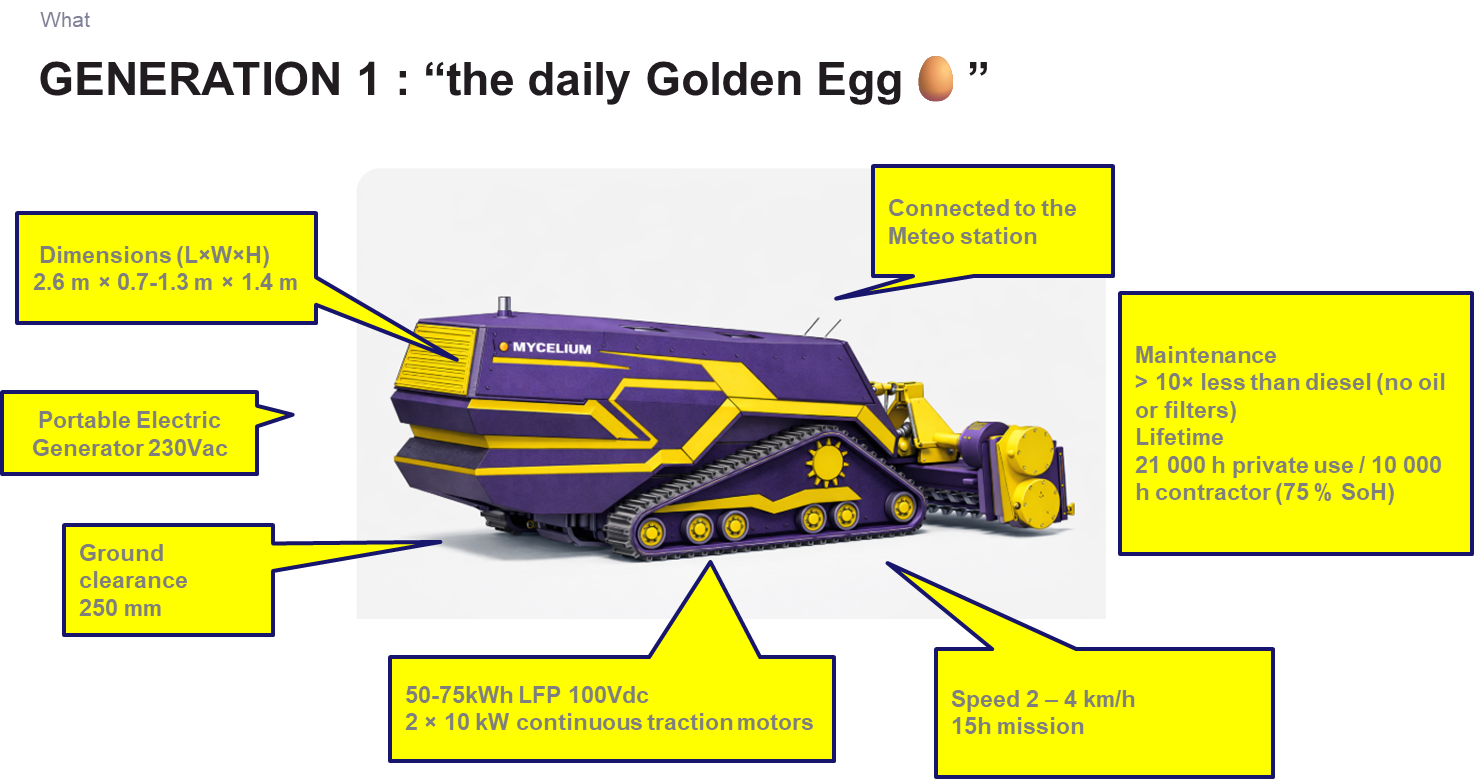 What
GENERATION 1 : “the daily Golden Egg 🥚 ”
Connected to the
Meteo station
Dimensions (L×W×H)
2.6 m × 0.7-1.3 m × 1.4 m
MYCELIUM
Maintenance
> 10× less than diesel (no oil
or filters)
Lifetime
21 000 h private use / 10 000
h contractor (75 % SoH)
Portable Electric
Generator 230Vac
Ground
clearance
250 mm
50-75kWh LFP 100Vdc
2 × 10 kW continuous traction motors
Speed 2 – 4 km/h
15h mission